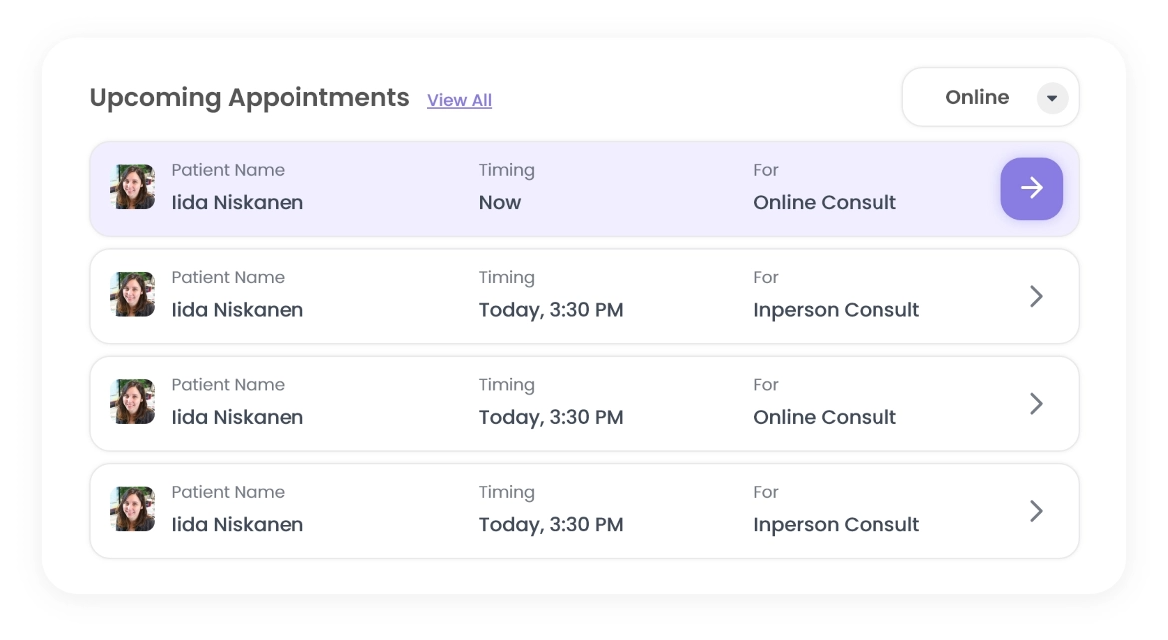 Upcoming Appointments View All Online
Patient Name Timing For
Iida Niskanen Now Online Consult
Patient Name Timing For
Iida Niskanen Today, 3:30 PM Inperson Consult
Patient Name Timing For
Iida Niskanen Today, 3:30 PM Online Consult
Patient Name Timing For
Iida Niskanen Today, 3:30 PM Inperson Consult